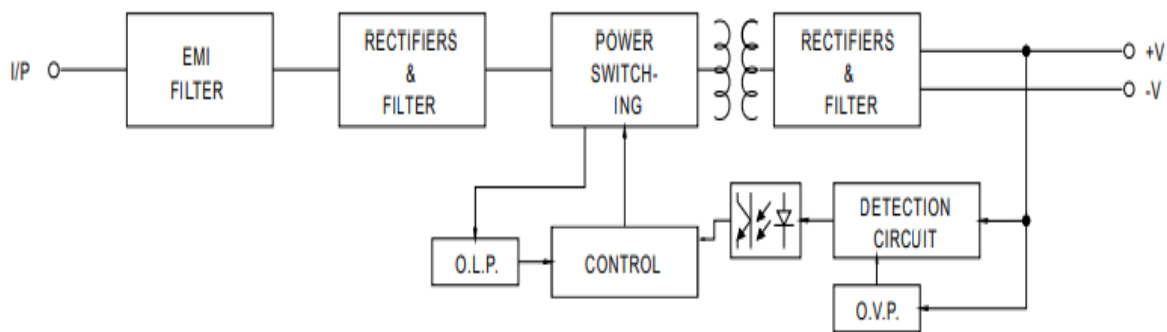 I/P
EMI
FILTER
RECTIFIERS
&
FILTER
POWER
SWITCH-
ING
RECTIFIERS
&
FILTER
+V
-V
O.L.P.
CONTROL
DETECTION
CIRCUIT
O.V.P.